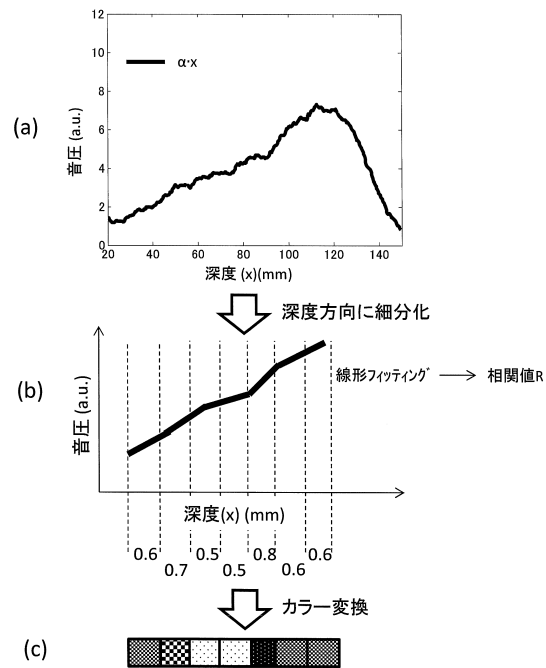 (a)
12
10
8
6
4
2
0
音圧 (a.u.)
α·x
20 40 60 80 100 120 140
深度 (x)(mm)
深度方向に細分化
(b)
音圧 (a.u.)
線形フィッティング → 相関値R
深度(x) (mm)
0.6 0.7 0.5 0.5 0.8 0.6 0.6
カラー変換
(c)